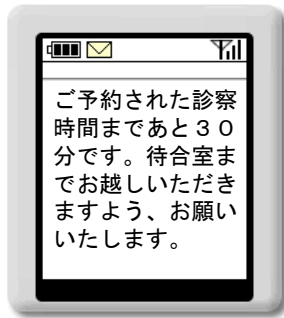 ご予約された診察
時間まであと３０
分です。待合室ま
でお越しいただき
ますよう、お願い
いたします。